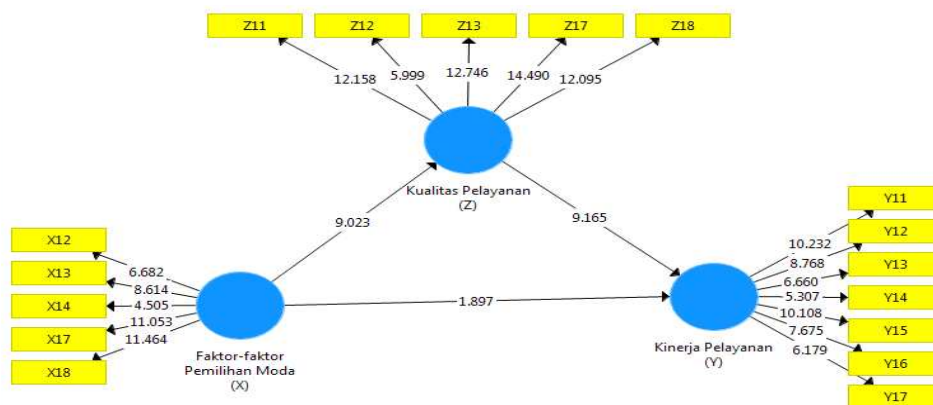 Z11
Z12
Z13
Z17
Z18
12.158
5.999
12.746
14.490
12.095
Kualitas Pelayanan
(Z)
9.023
9.165
X12
X13
X14
X17
X18
6.682
8.614
4.505
11.053
11.464
Faktor-faktor
Pemilihan Moda
(X)
1.897
Kinerja Pelayanan
(Y)
10.232
8.768
6.660
5.307
10.108
7.675
6.179
Y11
Y12
Y13
Y14
Y15
Y16
Y17